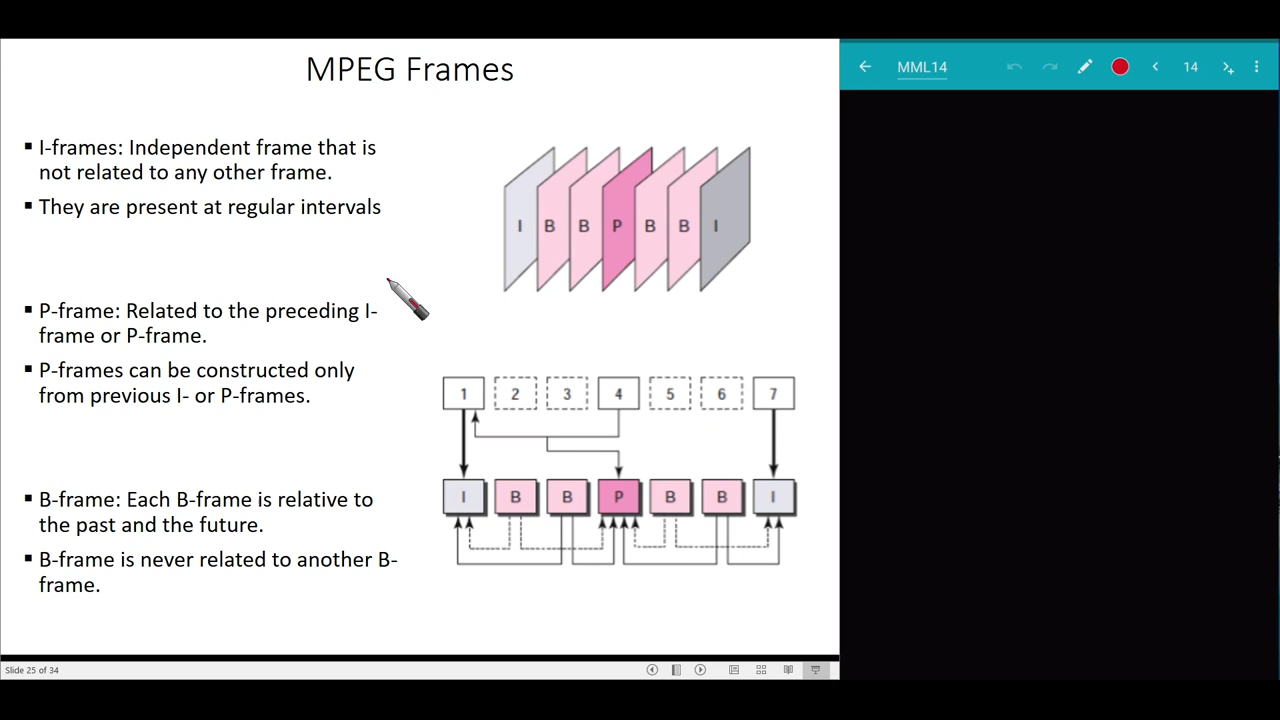 MPEG Frames
▪ I-frames: Independent frame that is
not related to any other frame.
▪ They are present at regular intervals
▪ P-frame: Related to the preceding I-
frame or P-frame.
▪ P-frames can be constructed only
from previous I- or P-frames.
▪ B-frame: Each B-frame is relative to
the past and the future.
▪ B-frame is never related to another B-
frame.
I B B P B B I
1 2 3 4 5 6 7
I B B P B B I
Slide 25 of 34
MML14
14